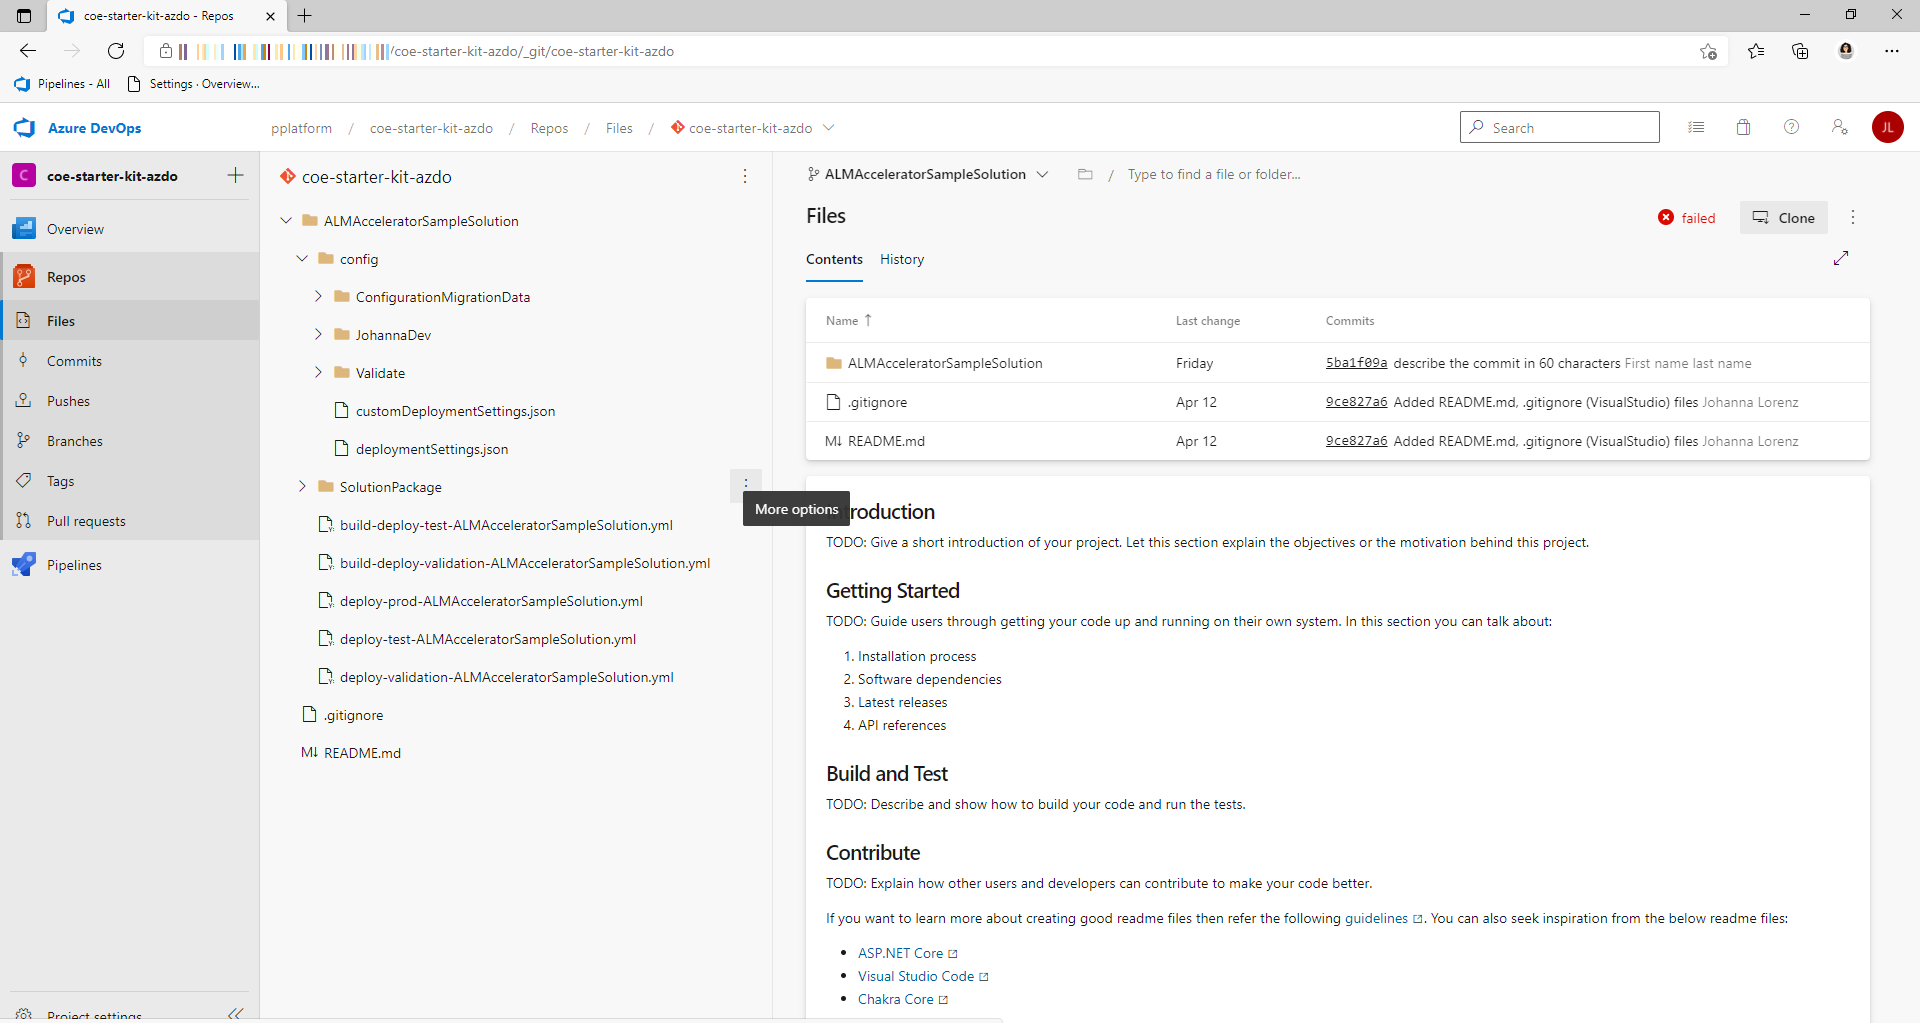 coe-starter-kit-azdo - Repos
/coe-starter-kit-azdo/_git/coe-starter-kit-azdo
Pipelines - All
Settings · Overview...
Azure DevOps
pplatform / coe-starter-kit-azdo / Repos / Files / coe-starter-kit-azdo
Search
JL
C coe-starter-kit-azdo
Overview
Repos
Files
Commits
Pushes
Branches
Tags
Pull requests
Pipelines
Project settings
coe-starter-kit-azdo
ALMAcceleratorSampleSolution
config
ConfigurationMigrationData
JohannaDev
Validate
customDeploymentSettings.json
deploymentSettings.json
SolutionPackage
More options
build-deploy-test-ALMAcceleratorSampleSolution.yml
build-deploy-validation-ALMAcceleratorSampleSolution.yml
deploy-prod-ALMAcceleratorSampleSolution.yml
deploy-test-ALMAcceleratorSampleSolution.yml
deploy-validation-ALMAcceleratorSampleSolution.yml
.gitignore
M↓ README.md
ALMAcceleratorSampleSolution / Type to find a file or folder...
Files
failed
Clone
Contents
History
Name ↑ Last change Commits
ALMAcceleratorSampleSolution Friday 5ba1f09a describe the commit in 60 characters First name last name
.gitignore Apr 12 9ce827a6 Added README.md, .gitignore (VisualStudio) files Johanna Lorenz
M↓ README.md Apr 12 9ce827a6 Added README.md, .gitignore (VisualStudio) files Johanna Lorenz
troduction
TODO: Give a short introduction of your project. Let this section explain the objectives or the motivation behind this project.
Getting Started
TODO: Guide users through getting your code up and running on their own system. In this section you can talk about:
1. Installation process
2. Software dependencies
3. Latest releases
4. API references
Build and Test
TODO: Describe and show how to build your code and run the tests.
Contribute
TODO: Explain how other users and developers can contribute to make your code better.
If you want to learn more about creating good readme files then refer the following guidelines. You can also seek inspiration from the below readme files:
• ASP.NET Core
• Visual Studio Code
• Chakra Core